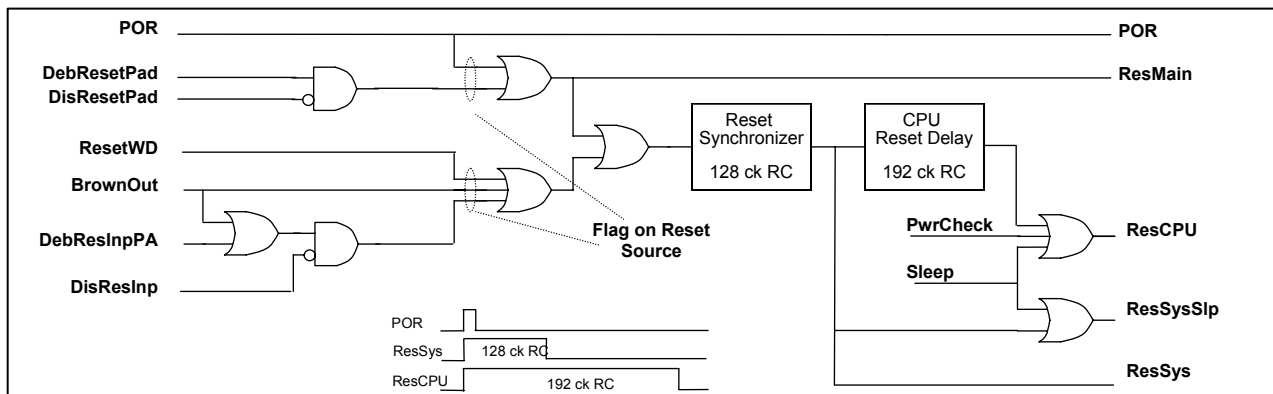 POR
POR
DebResetPad
ResMain
DisResetPad
Reset
Synchronizer
128 ck RC
CPU
Reset Delay
192 ck RC
ResetWD
BrownOut
DebResInpPA
DisResInp
Flag on Reset
Source
PwrCheck
ResCPU
Sleep
ResSysSlp
ResSys
POR
ResSys
128 ck RC
ResCPU
192 ck RC